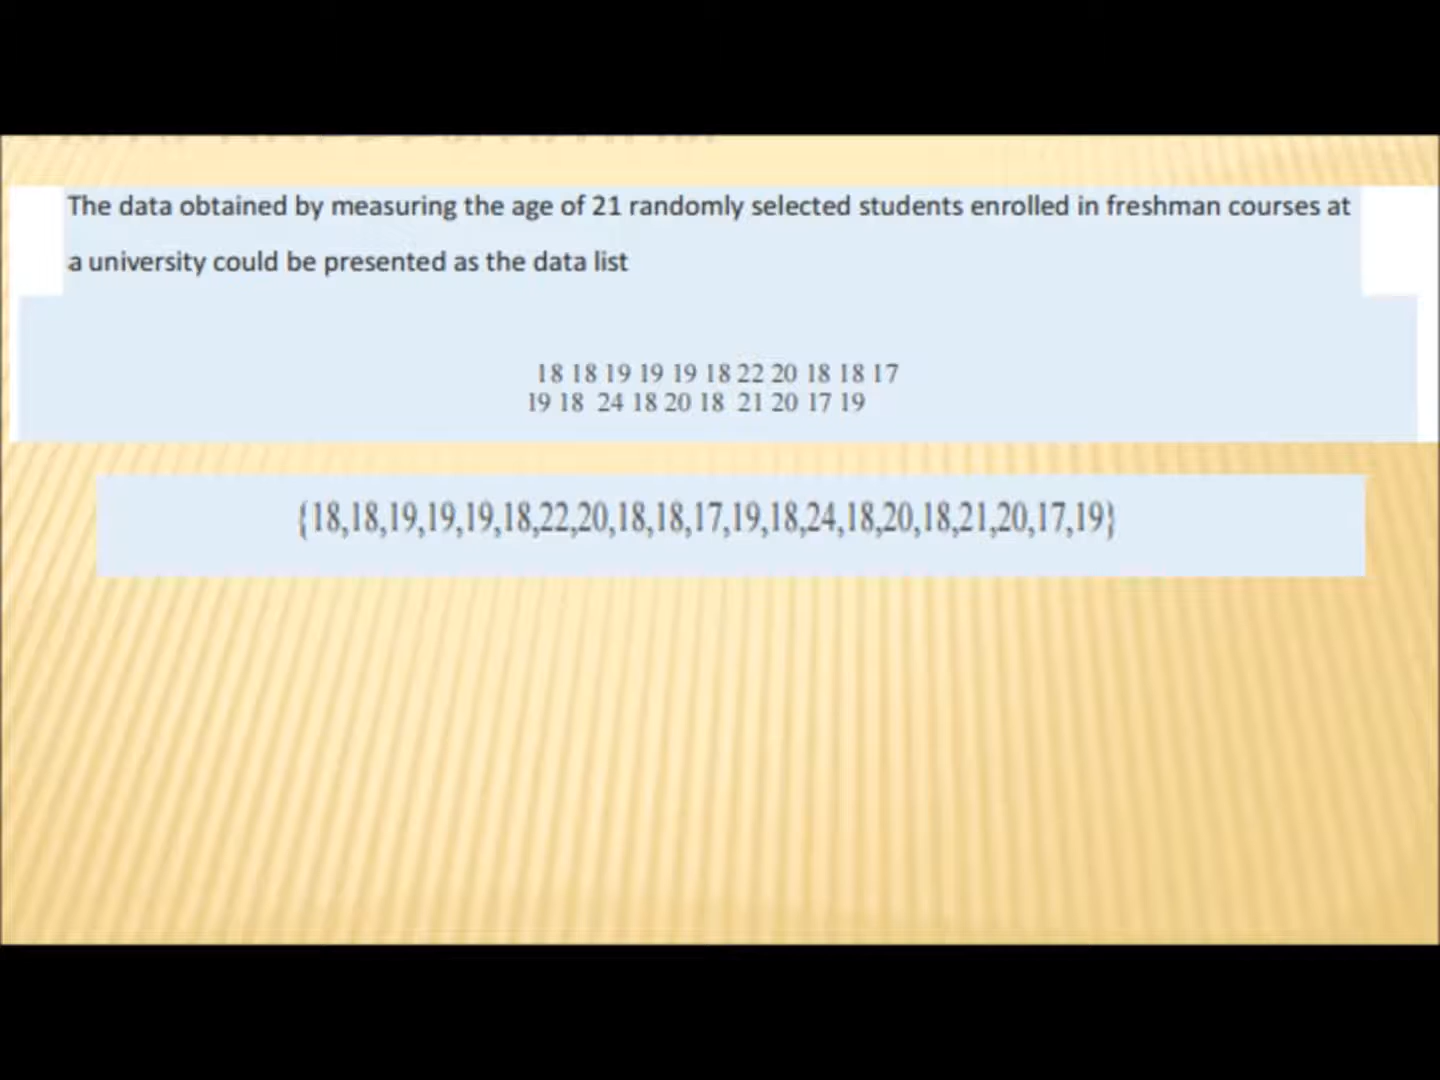 The data obtained by measuring the age of 21 randomly selected students enrolled in freshman courses at
a university could be presented as the data list
18 18 19 19 19 18 22 20 18 18 17
19 18 24 18 20 18 21 20 17 19
{18,18,19,19,19,18,22,20,18,18,17,19,18,24,18,20,18,21,20,17,19}